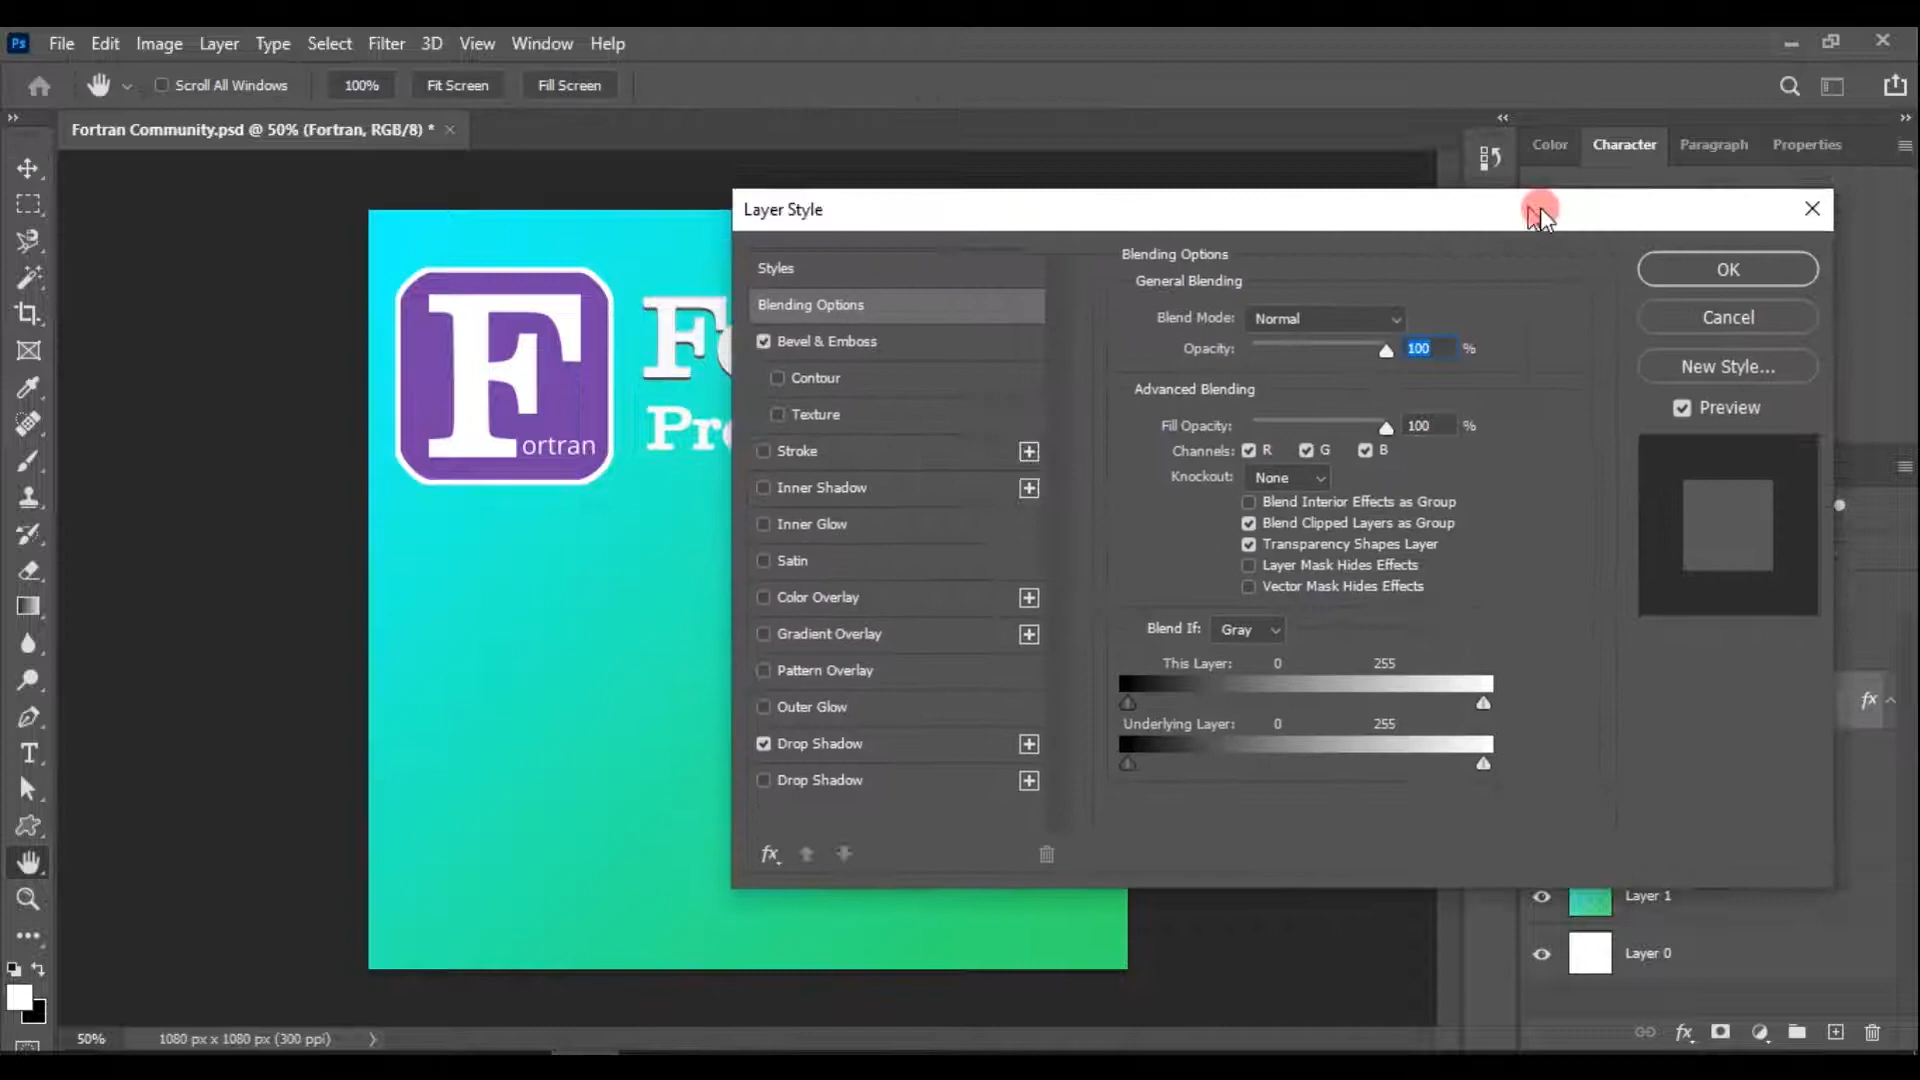 Ps File Edit Image Layer Type Select Filter 3D View Window Help
Scroll All Windows 100% Fit Screen Fill Screen
Fortran Community.psd @ 50% (Fortran, RGB/8) *
Color Character Paragraph Properties
Layer Style
Styles
Blending Options
Bevel & Emboss
Contour
Texture
Stroke
Inner Shadow
Inner Glow
Satin
Color Overlay
Gradient Overlay
Pattern Overlay
Outer Glow
Drop Shadow
Drop Shadow
fx
Blending Options
General Blending
Blend Mode: Normal
Opacity: 100 %
Advanced Blending
Fill Opacity: 100 %
Channels: R G B
Knockout: None
Blend Interior Effects as Group
Blend Clipped Layers as Group
Transparency Shapes Layer
Layer Mask Hides Effects
Vector Mask Hides Effects
Blend If: Gray
This Layer: 0 255
Underlying Layer: 0 255
OK
Cancel
New Style...
Preview
F
ortran
fx
Layer 1
Layer 0
fx
50% 1080 px x 1080 px (300 ppi)